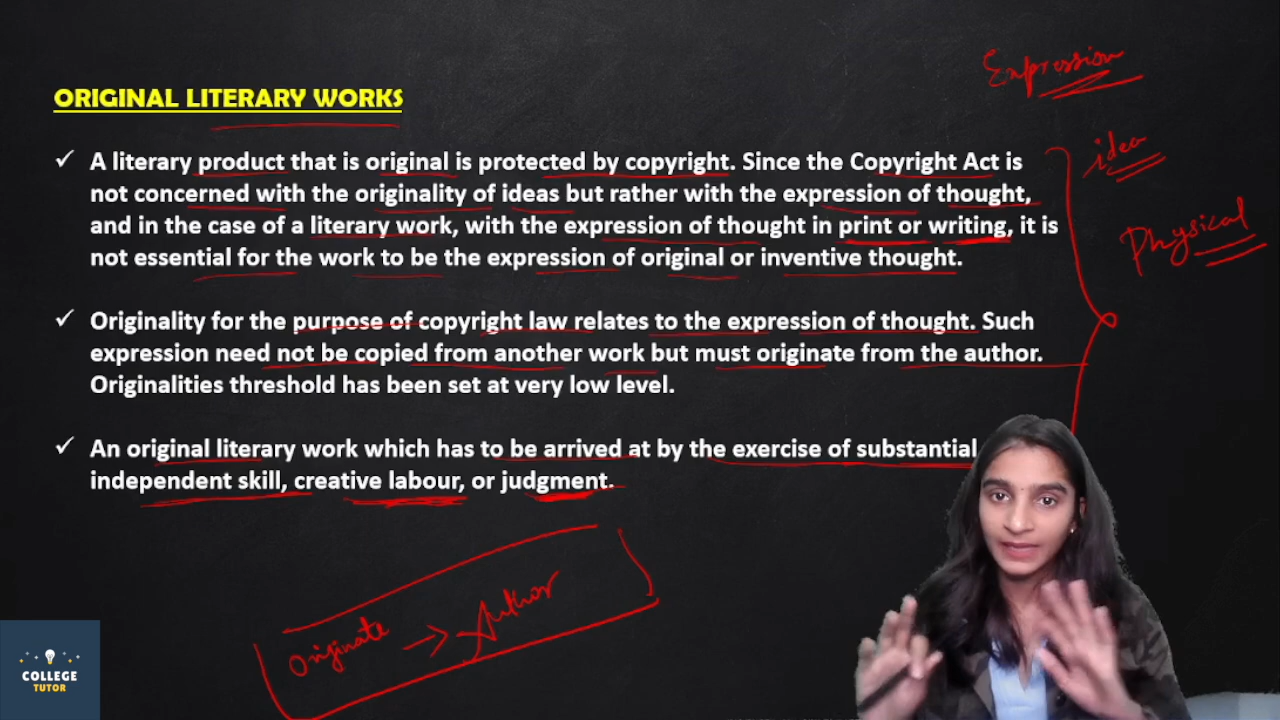 Expression
ORIGINAL LITERARY WORKS
idea
✓ A literary product that is original is protected by copyright. Since the Copyright Act is
not concerned with the originality of ideas but rather with the expression of thought,
and in the case of a literary work, with the expression of thought in print or writing, it is
not essential for the work to be the expression of original or inventive thought.
Physical
✓ Originality for the purpose of copyright law relates to the expression of thought. Such
expression need not be copied from another work but must originate from the author.
Originalities threshold has been set at very low level.
✓ An original literary work which has to be arrived at by the exercise of substantial
independent skill, creative labour, or judgment.
Originate → Author
COLLEGE
TUTOR